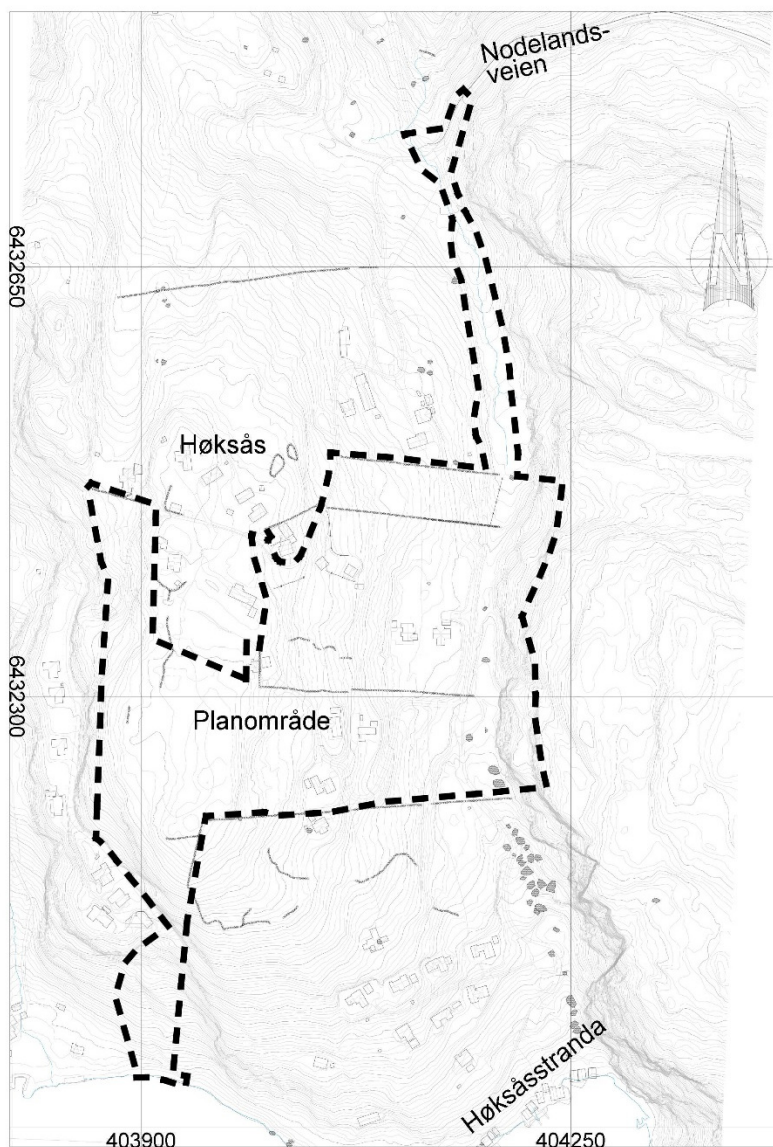 Nodelands-
veien
N
6432650
Høksås
6432300
Planområde
Høksåsstranda
403900
404250